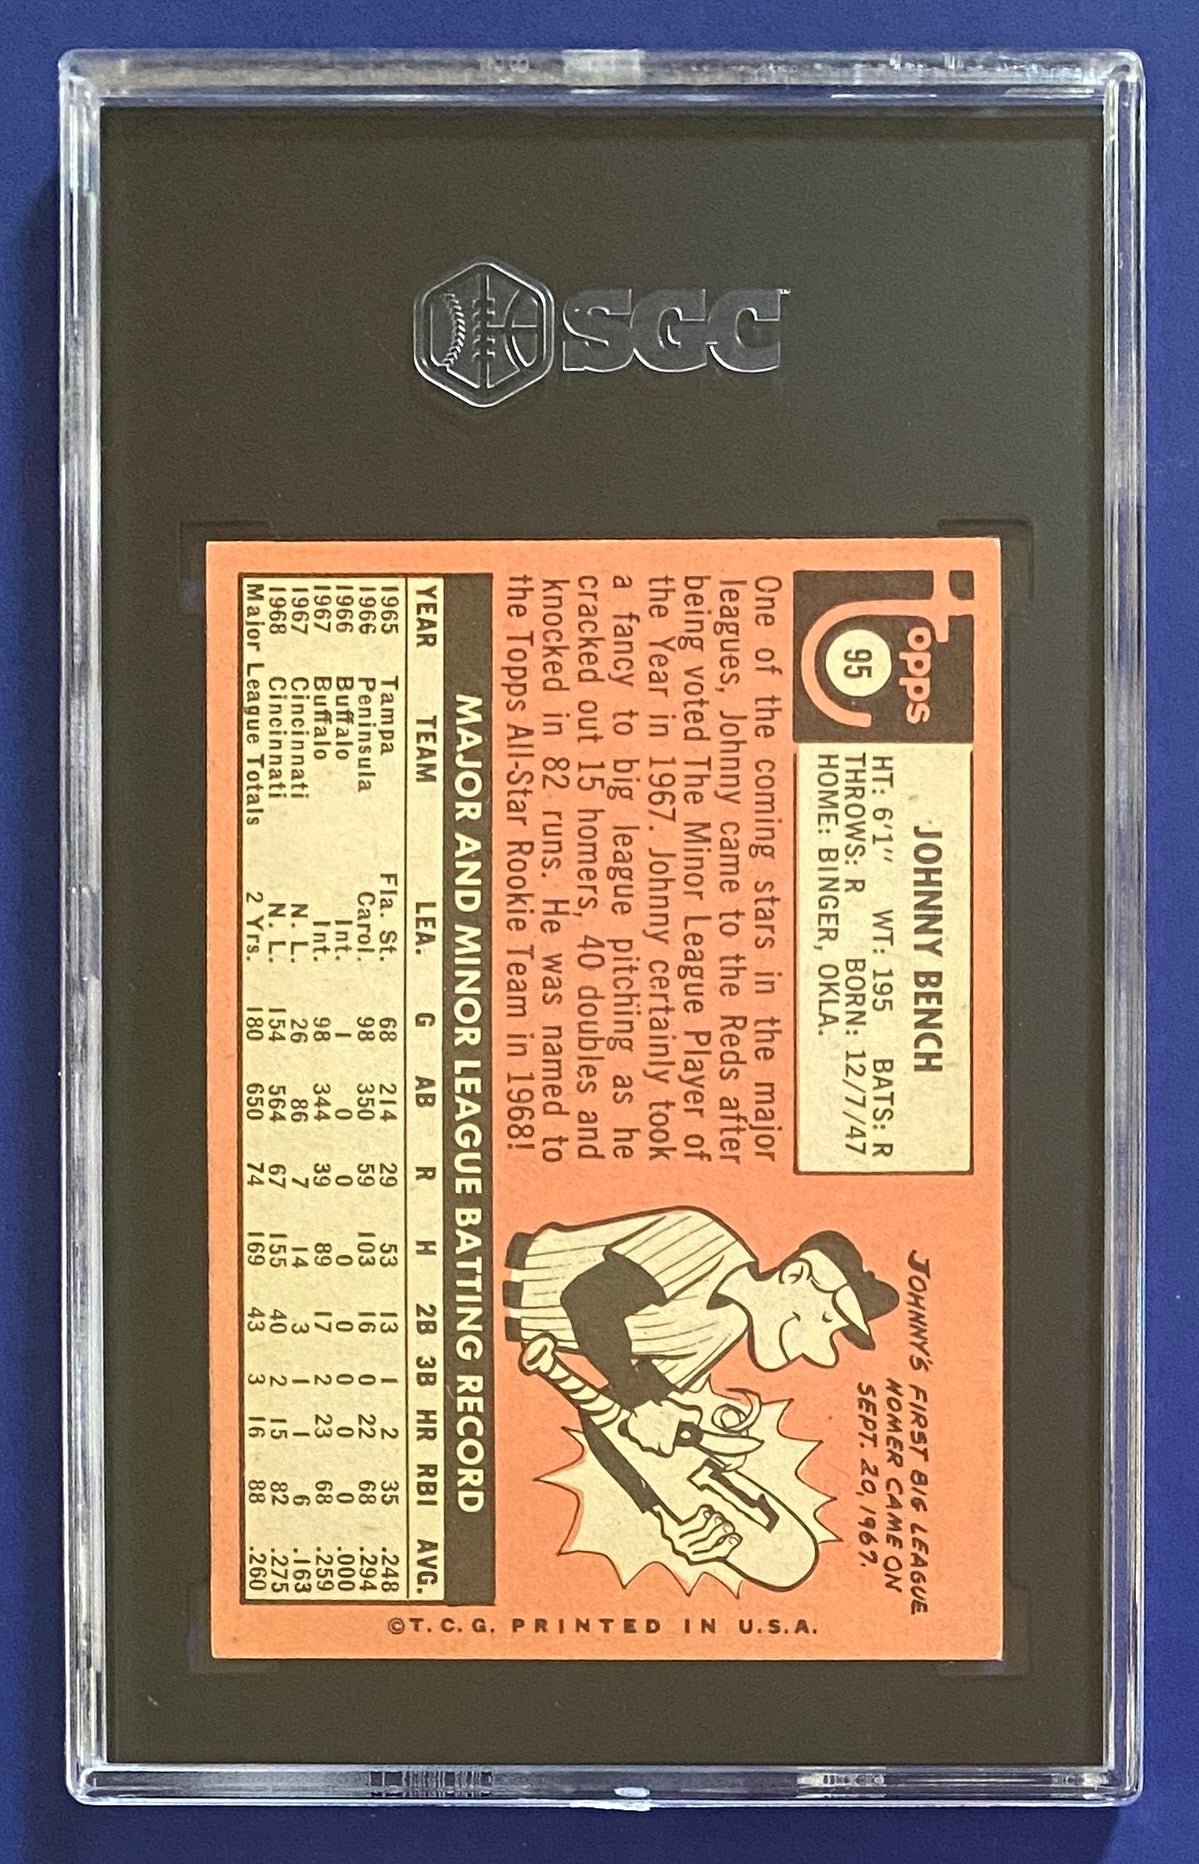 SGC
Topps
95
JOHNNY BENCH
HT: 6'1" WT: 195 BATS: R
THROWS: R BORN: 12/7/47
HOME: BINGER, OKLA.
One of the coming stars in the major
leagues, Johnny came to the Reds after
being voted The Minor League Player of
the Year in 1967. Johnny certainly took
a fancy to big league pitching as he
cracked out 15 homers, 40 doubles and
knocked in 82 runs. He was named to
the Topps All-Star Rookie Team in 1968!
JOHNNY'S FIRST BIG LEAGUE
HOMER CAME ON
SEPT. 20, 1967.
MAJOR AND MINOR LEAGUE BATTING RECORD
YEAR TEAM LEA. G AB R H 2B 3B HR RBI AVG.
1965 Tampa Fla. St. 68 214 29 53 13 1 2 35 .248
1966 Peninsula Carol. 98 350 59 103 16 0 22 68 .294
1966 Buffalo Int. 1 0 0 0 0 0 0 0 .000
1967 Buffalo Int. 98 344 39 89 17 2 23 68 .259
1967 Cincinnati N. L. 26 86 7 14 3 1 1 6 .163
1968 Cincinnati N. L. 154 564 67 155 40 2 15 82 .275
Major League Totals 2 Yrs. 180 650 74 169 43 3 16 88 .260
©T.C.G. PRINTED IN U.S.A.